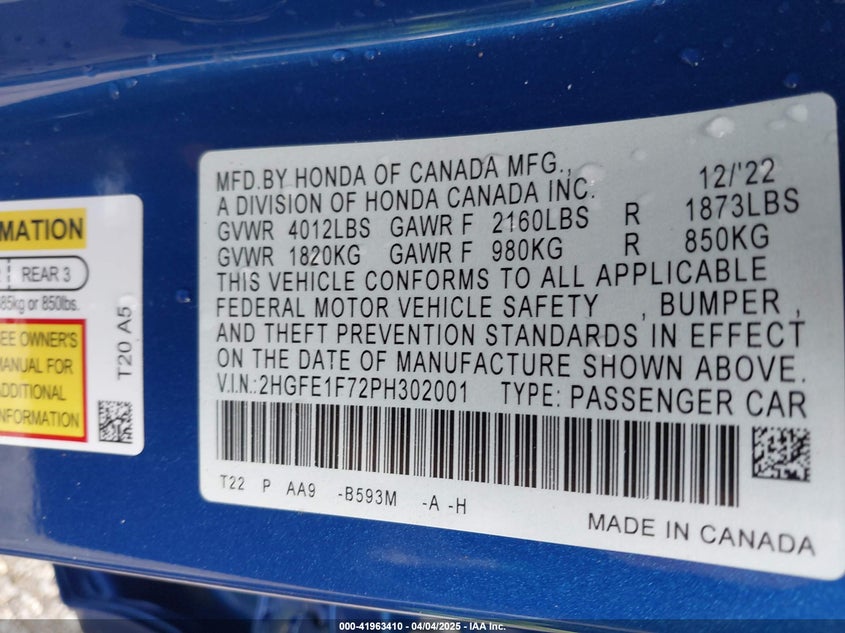 MATION
REAR 3
85kg or 850lbs.
EE OWNER'S
MANUAL FOR
ADDITIONAL
NFORMATION
T20 A5
MFD.BY HONDA OF CANADA MFG., 12/'22
A DIVISION OF HONDA CANADA INC.
GVWR 4012LBS GAWR F 2160LBS R 1873LBS
GVWR 1820KG GAWR F 980KG R 850KG
THIS VEHICLE CONFORMS TO ALL APPLICABLE
FEDERAL MOTOR VEHICLE SAFETY , BUMPER ,
AND THEFT PREVENTION STANDARDS IN EFFECT
ON THE DATE OF MANUFACTURE SHOWN ABOVE.
V.I.N.:2HGFE1F72PH302001 TYPE: PASSENGER CAR
T22 P AA9 -B593M -A -H
MADE IN CANADA
000-41963410 - 04/04/2025 - IAA Inc.